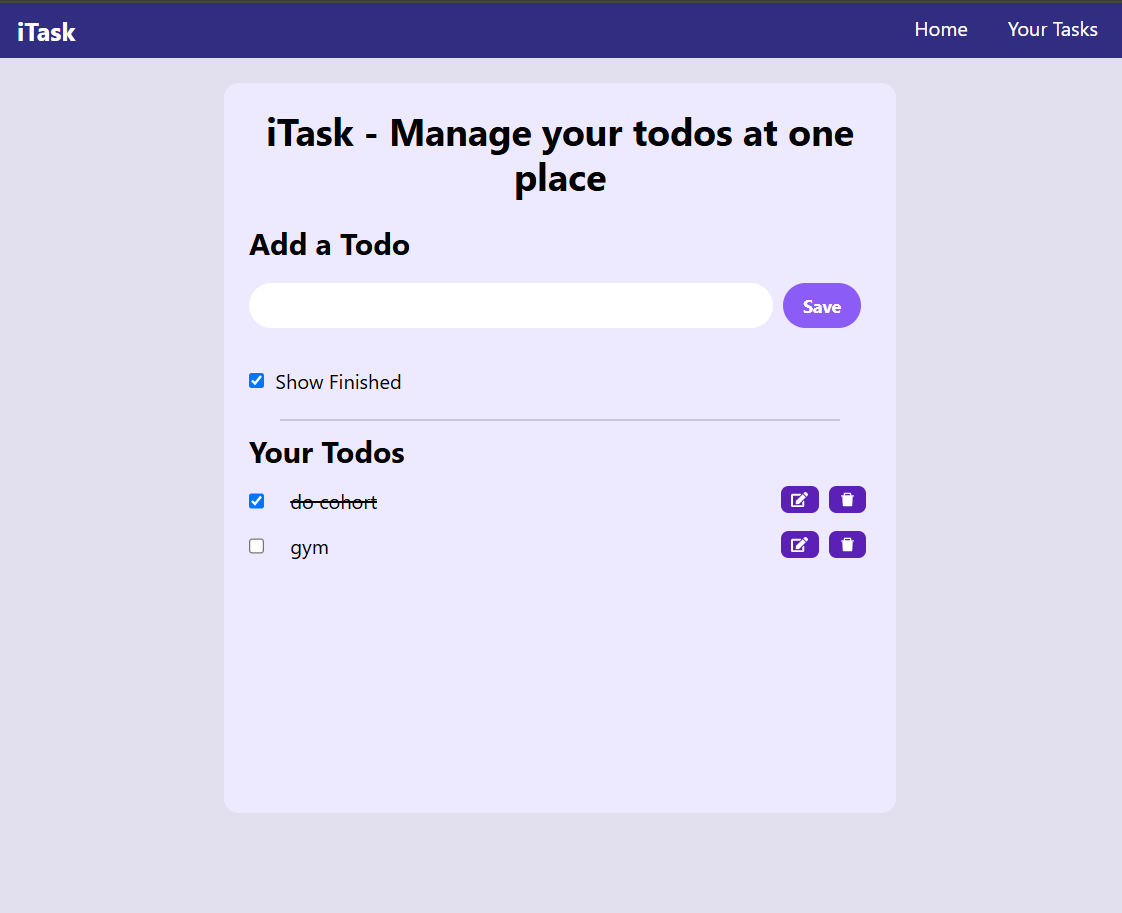 iTask
Home
Your Tasks
iTask - Manage your todos at one
place
Add a Todo
Save
Show Finished
Your Todos
do cohort
gym